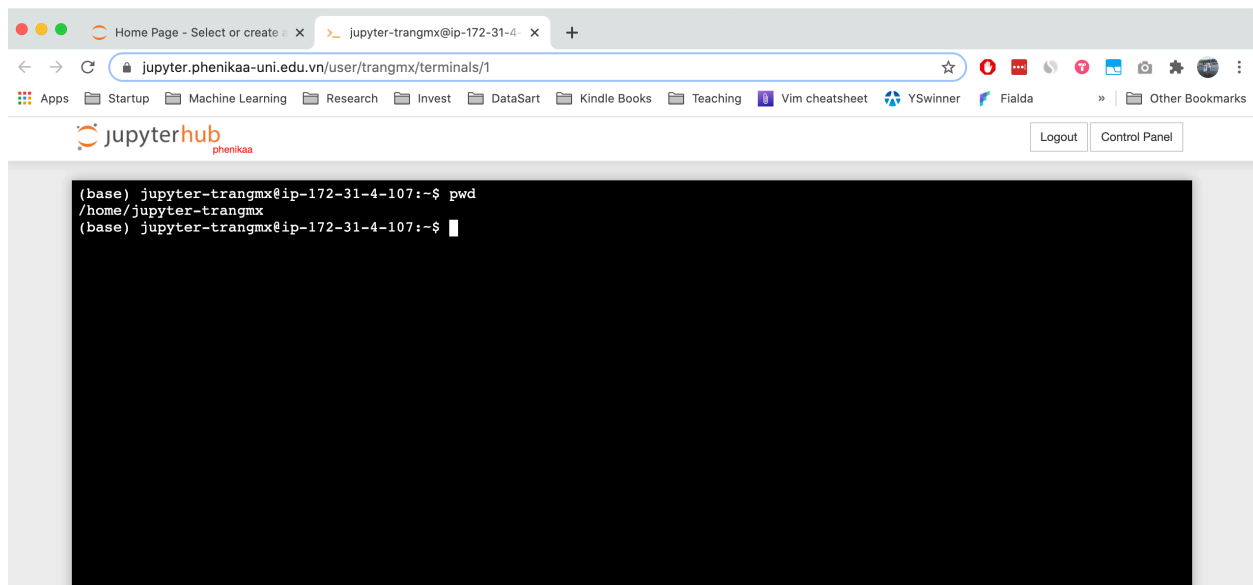 Home Page - Select or create a
jupyter-trangmx@ip-172-31-4-
jupyter.phenikaa-uni.edu.vn/user/trangmx/terminals/1
Apps Startup Machine Learning Research Invest DataSart Kindle Books Teaching Vim cheatsheet YSwinner Fialda » Other Bookmarks
jupyterhub
phenikaa
Logout Control Panel
(base) jupyter-trangmx@ip-172-31-4-107:~$ pwd
/home/jupyter-trangmx
(base) jupyter-trangmx@ip-172-31-4-107:~$